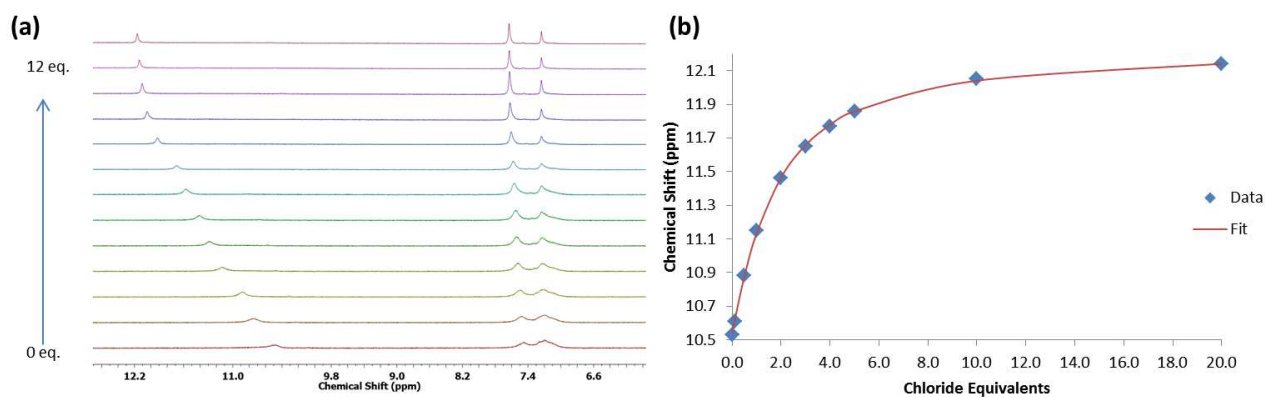 (a)
12 eq.
0 eq.
12.2 11.0 9.0 9.8 8.2 7.4 6.6
Chemical Shift (ppm)
(b)
Chemical Shift (ppm)
12.1
11.9
11.7
11.5
11.3
11.1
10.9
10.7
10.5
0.0 2.0 4.0 6.0 8.0 10.0 12.0 14.0 16.0 18.0 20.0
Chloride Equivalents
Data
Fit